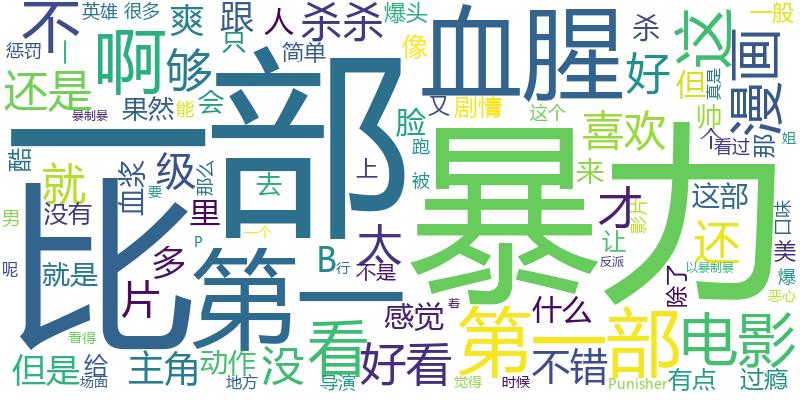 不
英雄
很多
爽
跟
人
杀杀
爆头
血腥
杀
这
一般
惩罚
一
啊
够
只
简单
像
好
但
真是
漫画
还是
暴制暴
果然
能
会
一部
脸
又
剧情
这个
帅
个
看过
那
姐
酷
就
血浆
级
那么
去
上
跑
被
喜欢
来
暴力
没有
要
里
比
男
呢
就是
多
片
P
一个
第一
太
B
行
不是
才
让
影片
反派
这部
还
除了
以暴制暴
美
口味
爆
恶心
着
感觉
什么
第一部
电影
看得
但是
给
场面
主角
动作
地方
没
看
导演
好看
觉得
时候
不错
Punisher
有点
过瘾